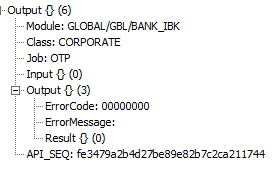 Output {} (6)
Module: GLOBAL/GBL/BANK_IBK
Class: CORPORATE
Job: OTP
Input {} (0)
Output {} (3)
ErrorCode: 00000000
ErrorMessage:
Result {} (0)
API_SEQ: fe3479a2b4d27be89e82b7c2ca211744